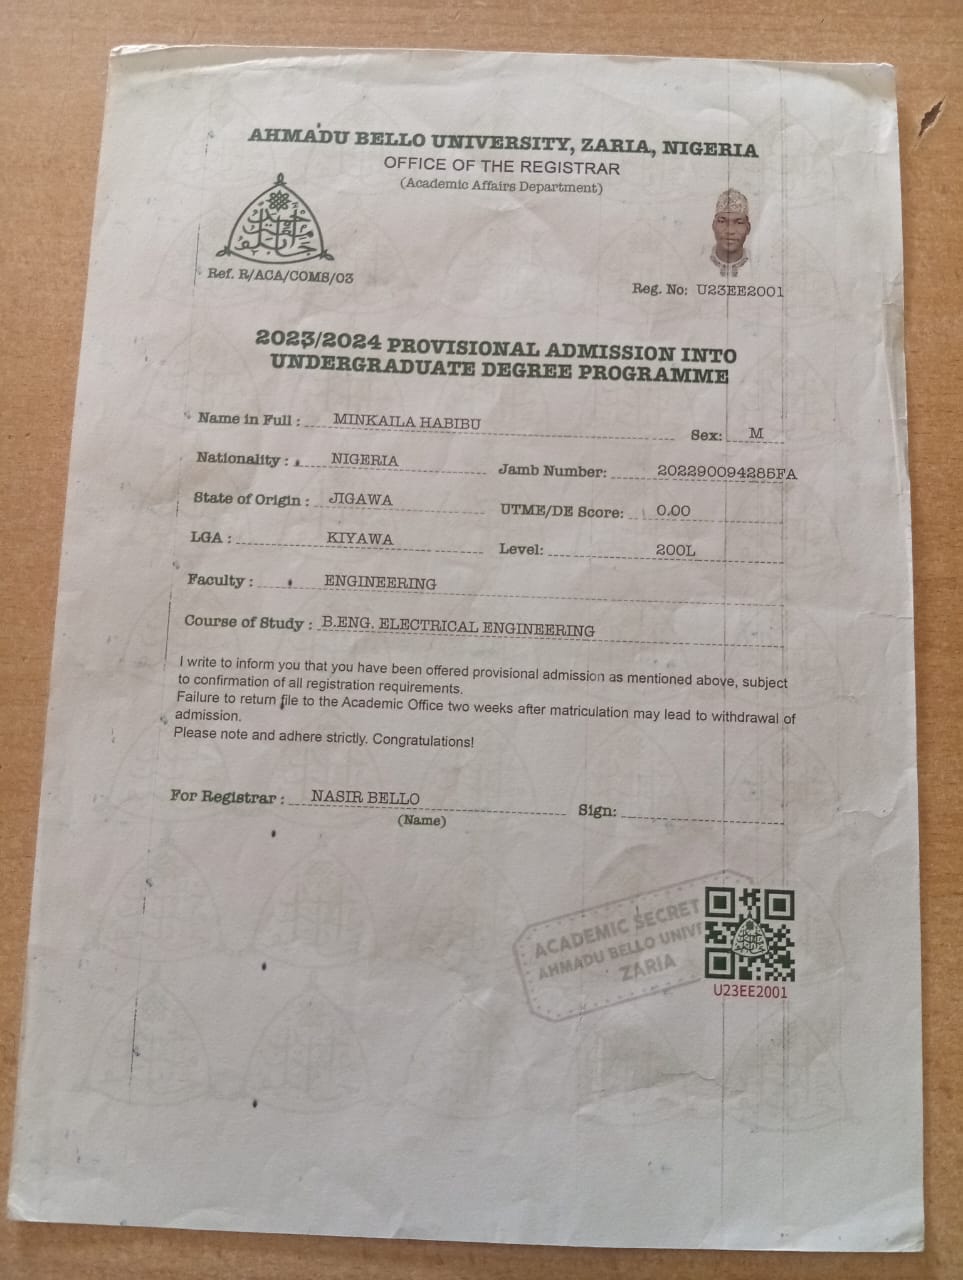 AHMADU BELLO UNIVERSITY, ZARIA, NIGERIA
OFFICE OF THE REGISTRAR
(Academic Affairs Department)
Ref. R/ACA/COMS/03
Reg. No: U23EE2001
2023/2024 PROVISIONAL ADMISSION INTO
UNDERGRADUATE DEGREE PROGRAMME
Name in Full : MINKAILA HABIBU Sex: M
Nationality : NIGERIA Jamb Number: 202290094285FA
State of Origin : JIGAWA UTME/DE Score: 0.00
LGA : KIYAWA Level: 200L
Faculty : ENGINEERING
Course of Study : B.ENG. ELECTRICAL ENGINEERING
I write to inform you that you have been offered provisional admission as mentioned above, subject
to confirmation of all registration requirements.
Failure to return file to the Academic Office two weeks after matriculation may lead to withdrawal of
admission.
Please note and adhere strictly. Congratulations!
For Registrar : NASIR BELLO Sign:
(Name)
ACADEMIC SECRET
AHMADU BELLO UNIV
ZARIA
U23EE2001